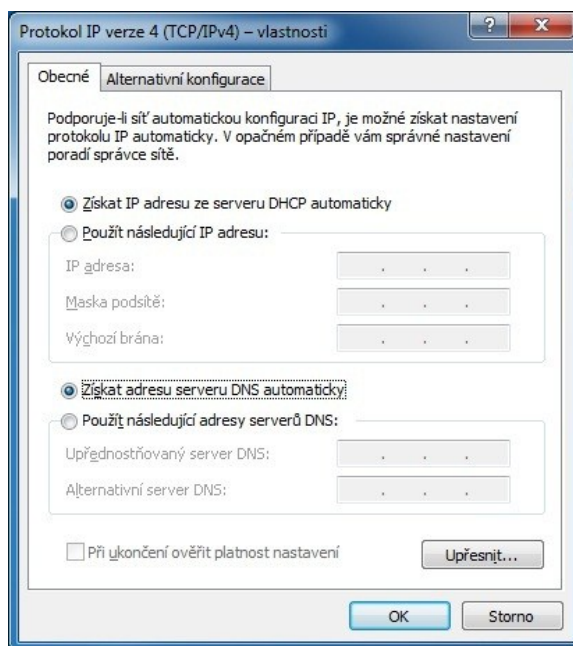 Protokol IP verze 4 (TCP/IPv4) – vlastnosti
Obecné
Alternativní konfigurace
Podporuje-li síť automatickou konfiguraci IP, je možné získat nastavení
protokolu IP automaticky. V opačném případě vám správné nastavení
poradí správce sítě.
Získat IP adresu ze serveru DHCP automaticky
Použít následující IP adresu:
IP adresa:
Maska podsítě:
Výchozí brána:
Získat adresu serveru DNS automaticky
Použít následující adresy serverů DNS:
Upřednostňovaný server DNS:
Alternativní server DNS:
Při ukončení ověřit platnost nastavení
Upřesnit...
OK
Storno